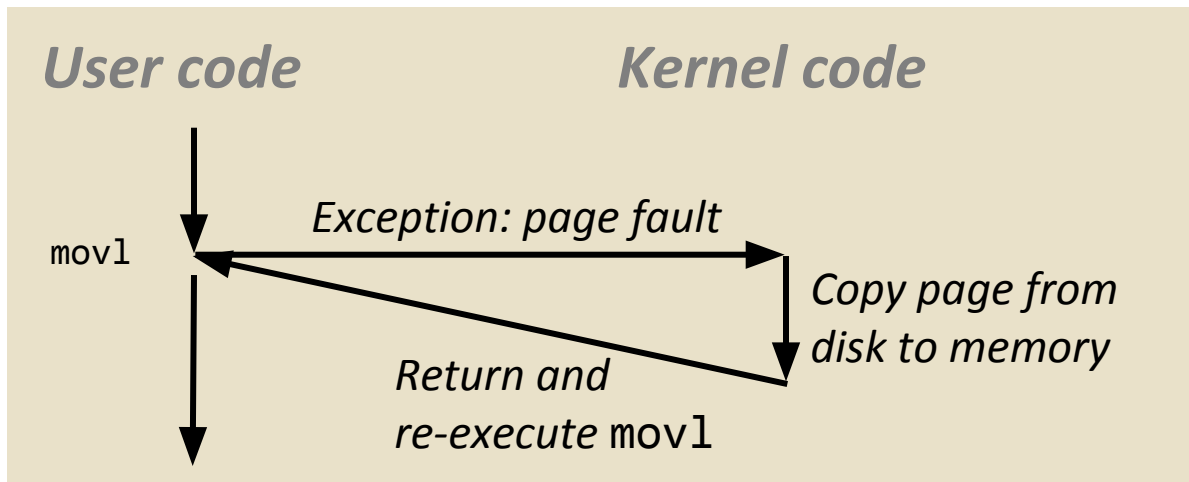 User code
Kernel code
Exception: page fault
movl
Copy page from
disk to memory
Return and
re-execute movl